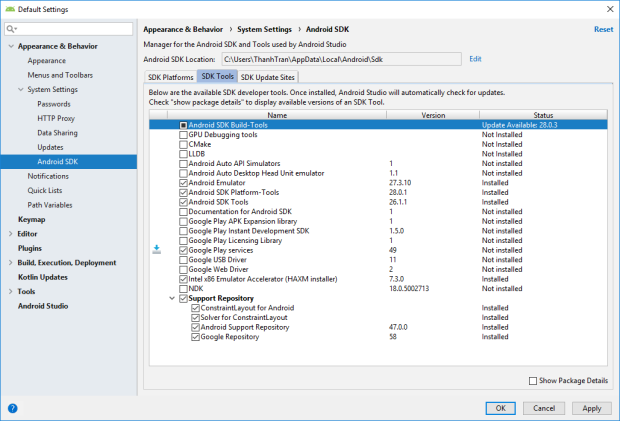 Default Settings
Appearance & Behavior
Appearance
Menus and Toolbars
System Settings
Passwords
HTTP Proxy
Data Sharing
Updates
Android SDK
Notifications
Quick Lists
Path Variables
Keymap
Editor
Plugins
Build, Execution, Deployment
Kotlin Updates
Tools
Android Studio
Appearance & Behavior > System Settings > Android SDK Reset
Manager for the Android SDK and Tools used by Android Studio
Android SDK Location: C:\Users\ThanhTran\AppData\Local\Android\Sdk Edit
SDK Platforms SDK Tools SDK Update Sites
Below are the available SDK developer tools. Once installed, Android Studio will automatically check for updates.
Check "show package details" to display available versions of an SDK Tool.
Name Version Status
Android SDK Build-Tools Update Available: 28.0.3
GPU Debugging tools Not Installed
CMake Not Installed
LLDB Not Installed
Android Auto API Simulators 1 Not installed
Android Auto Desktop Head Unit emulator 1.1 Not installed
Android Emulator 27.3.10 Installed
Android SDK Platform-Tools 28.0.1 Installed
Android SDK Tools 26.1.1 Installed
Documentation for Android SDK 1 Not installed
Google Play APK Expansion library 1 Not installed
Google Play Instant Development SDK 1.5.0 Not installed
Google Play Licensing Library 1 Not installed
Google Play services 49 Installed
Google USB Driver 11 Not installed
Google Web Driver 2 Not installed
Intel x86 Emulator Accelerator (HAXM installer) 7.3.0 Installed
NDK 18.0.5002713 Not installed
Support Repository
ConstraintLayout for Android Installed
Solver for ConstraintLayout Installed
Android Support Repository 47.0.0 Installed
Google Repository 58 Installed
Show Package Details
? OK Cancel Apply